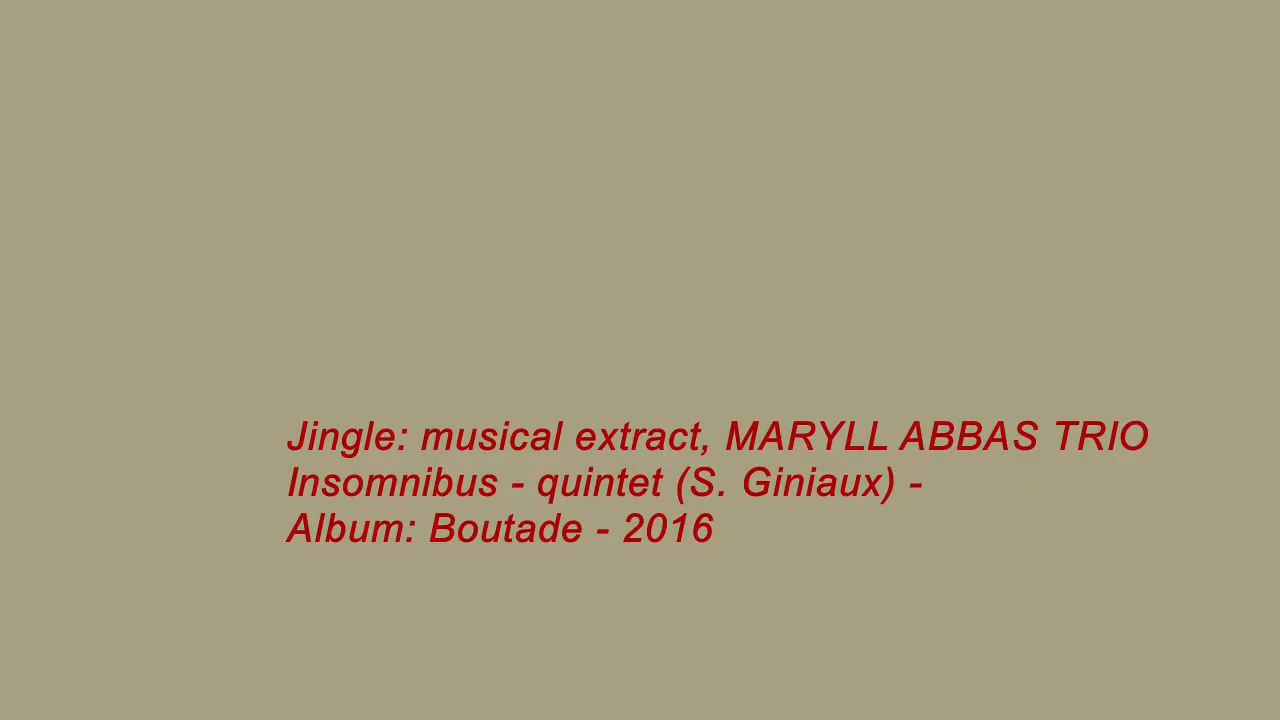 Jingle: musical extract, MARYLL ABBAS TRIO
Insomnibus - quintet (S. Giniaux) -
Album: Boutade - 2016